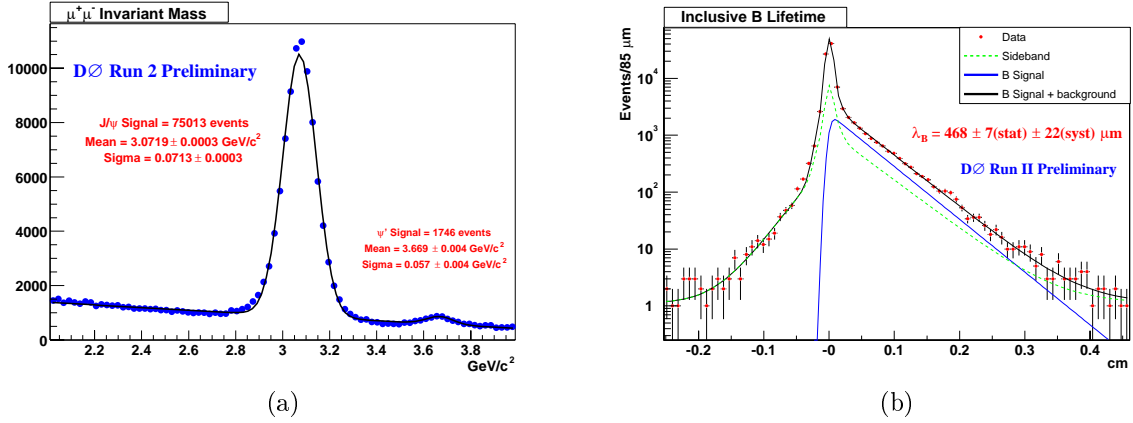 μ⁺μ⁻ Invariant Mass
10000
8000
6000
4000
2000
0
DØ Run 2 Preliminary
J/ψ Signal = 75013 events
Mean = 3.0719 ± 0.0003 GeV/c²
Sigma = 0.0713 ± 0.0003
ψ' Signal = 1746 events
Mean = 3.669 ± 0.004 GeV/c²
Sigma = 0.057 ± 0.004 GeV/c²
2.2 2.4 2.6 2.8 3 3.2 3.4 3.6 3.8
GeV/c²
(a)
Inclusive B Lifetime
Events/85 μm
10⁴
10³
10²
10
1
Data
Sideband
B Signal
B Signal + background
λ_B = 468 ± 7(stat) ± 22(syst) μm
DØ Run II Preliminary
-0.2 -0.1 -0 0.1 0.2 0.3 0.4
cm
(b)